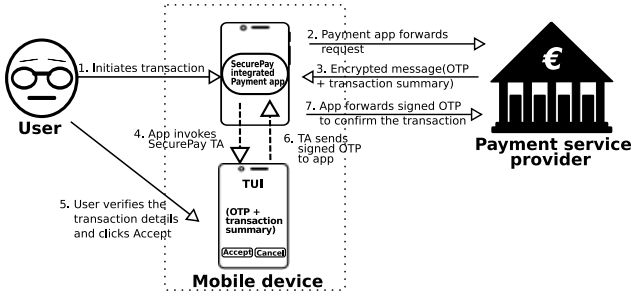 1. Initiates transaction
User
SecurePay
integrated
Payment app
2. Payment app forwards
request
3. Encrypted message(OTP
+ transaction summary)
7. App forwards signed OTP
to confirm the transaction
€
Payment service
provider
4. App invokes
SecurePay TA
6. TA sends
signed OTP
to app
5. User verifies the
transaction details
and clicks Accept
TUI
(OTP +
transaction
summary)
Accept Cancel
Mobile device